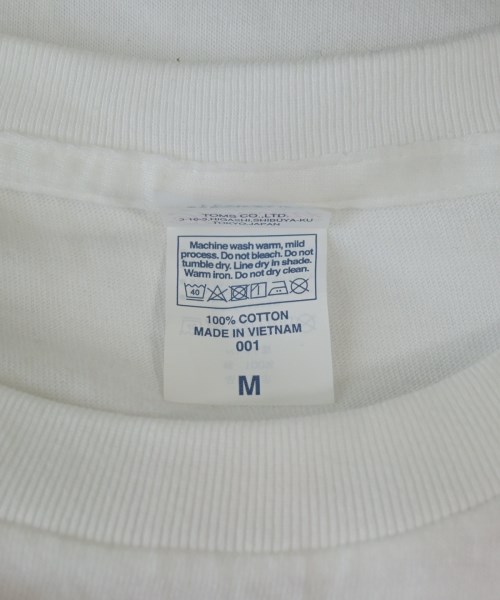 TOMS CO.,LTD.
TOKYO,JAPAN
Machine wash warm, mild
process. Do not bleach. Do not
tumble dry. Line dry in shade.
Warm iron. Do not dry clean.
40
100% COTTON
MADE IN VIETNAM
001
M